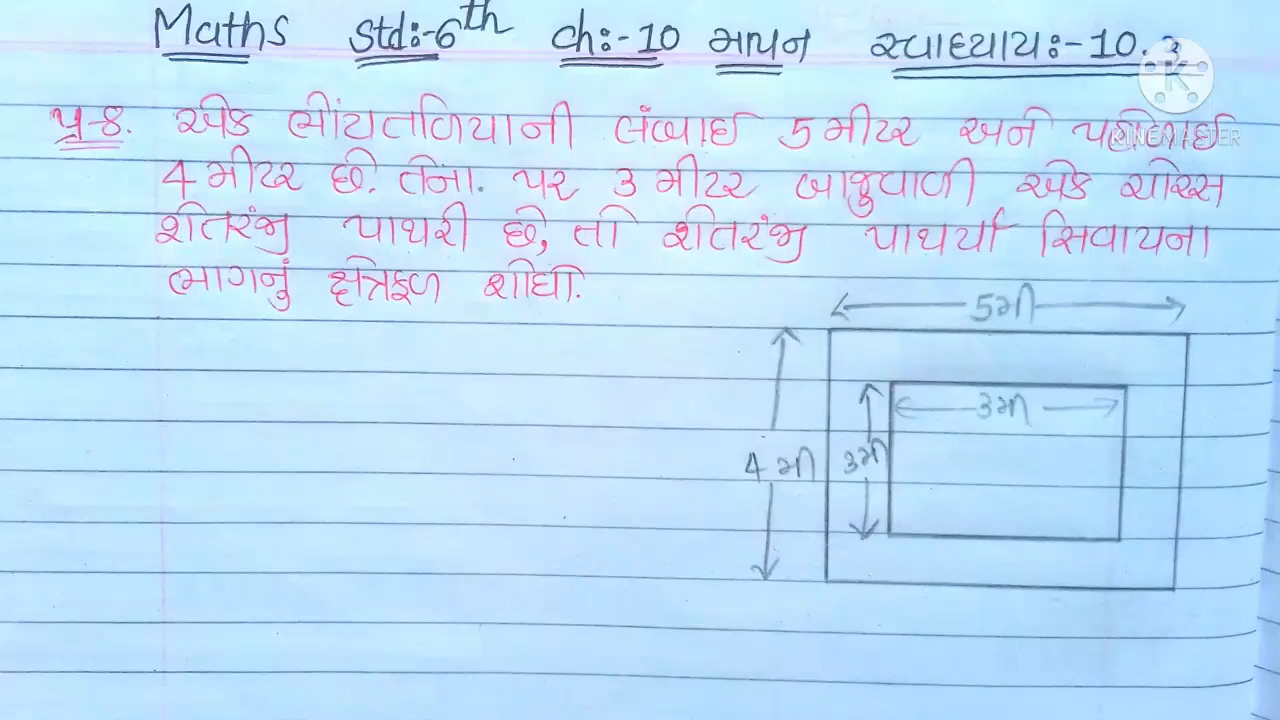 Maths Std:-6th ch:-10 માપન સ્વાધ્યાય:-10.3
પ્ર-8. એક ભોંયતળિયાની લંબાઈ 5 મીટર અને પહોળાઈ
4 મીટર છે. તેના. પર 3 મીટર બાજુવાળી એક ચોરસ
શેતરંજી પાથરી છે, તો શેતરંજી પાથર્યા સિવાયના
ભાગનું ક્ષેત્રફળ શોધો.
5મી
3મી
4 મી 3મી
KINEMASTER